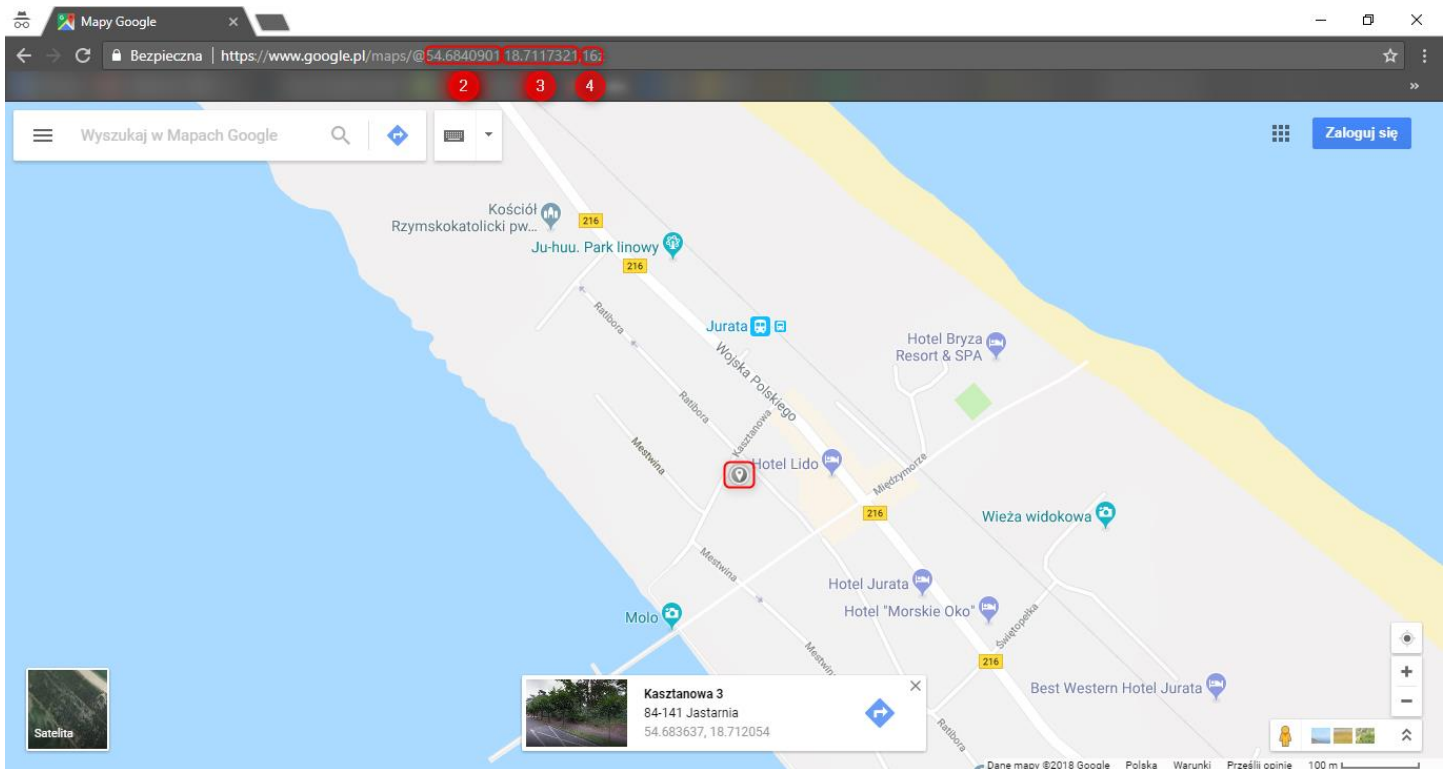 Mapy Google
Bezpieczna | https://www.google.pl/maps/@54.6840901,18.7117321,16z
2
3
4
Wyszukaj w Mapach Google
Zaloguj się
Kościół
Rzymskokatolicki pw...
216
Ju-huu. Park linowy
216
Ratibora
Jurata
Wojska Polskiego
Hotel Bryza
Resort & SPA
Ratibora
Kasztanowa
Mestwina
Hotel Lido
Międzymorze
216
Wieża widokowa
Mestwina
Hotel Jurata
Hotel "Morskie Oko"
Molo
Świętopełka
Mestwina
216
Best Western Hotel Jurata
Kasztanowa 3
84-141 Jastarnia
54.683637, 18.712054
Ratibora
Satelita
Dane mapy ©2018 Google Polska Warunki Prześlij opinię 100 m